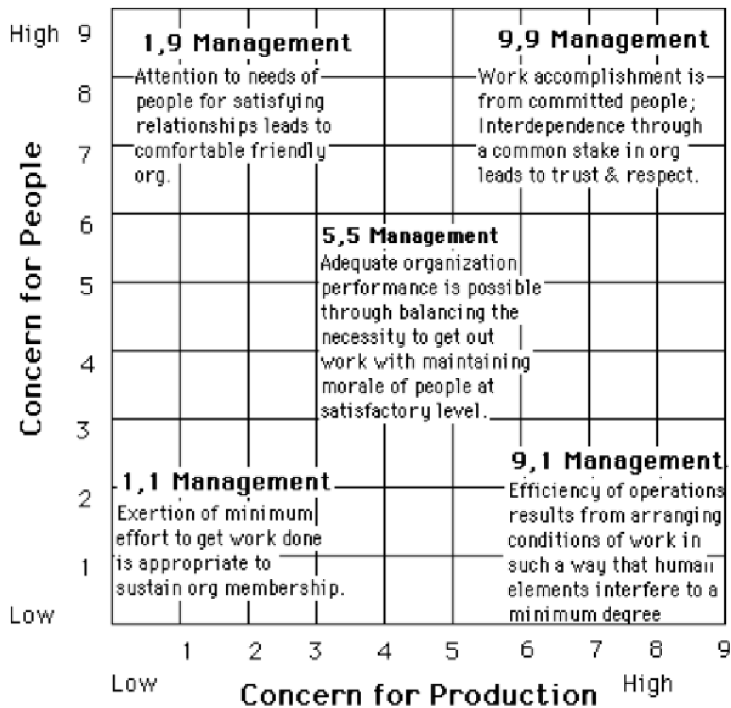 High 9
1,9 Management
Attention to needs of
people for satisfying
relationships leads to
comfortable friendly
org.
9,9 Management
Work accomplishment is
from committed people;
Interdependence through
a common stake in org
leads to trust & respect.
8
7
6
5
4
3
2
1
Low
Concern for People
5,5 Management
Adequate organization
performance is possible
through balancing the
necessity to get out
work with maintaining
morale of people at
satisfactory level.
1,1 Management
Exertion of minimum
effort to get work done
is appropriate to
sustain org membership.
9,1 Management
Efficiency of operations
results from arranging
conditions of work in
such a way that human
elements interfere to a
minimum degree
1 2 3 4 5 6 7 8 9
Low
High
Concern for Production